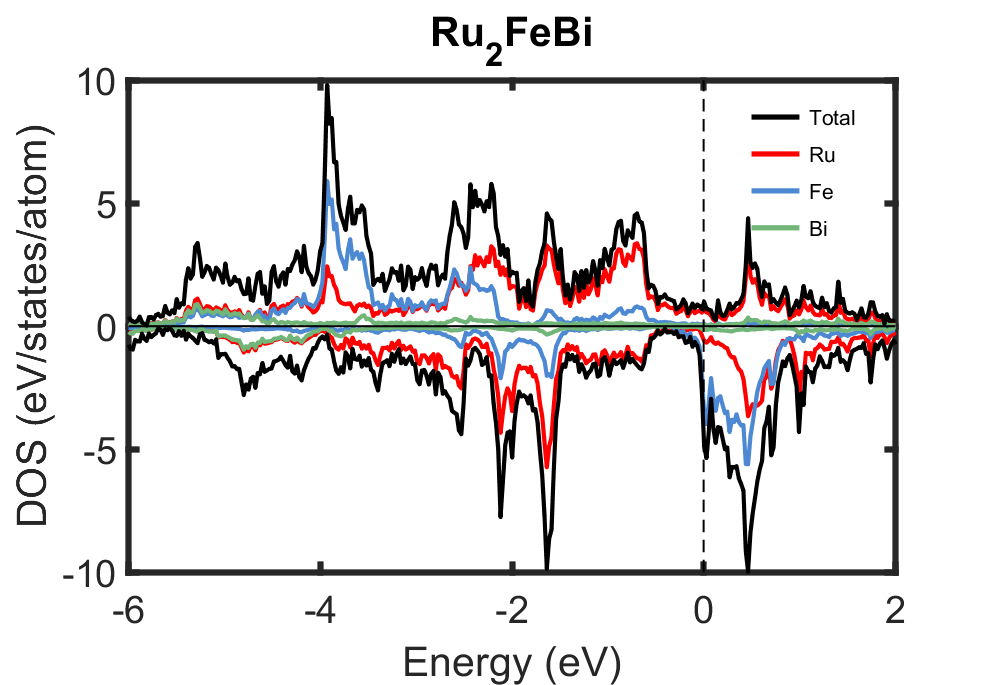 Ru2FeBi
10
5
0
-5
-10
DOS (eV/states/atom)
Total
Ru
Fe
Bi
-6
-4
-2
0
2
Energy (eV)